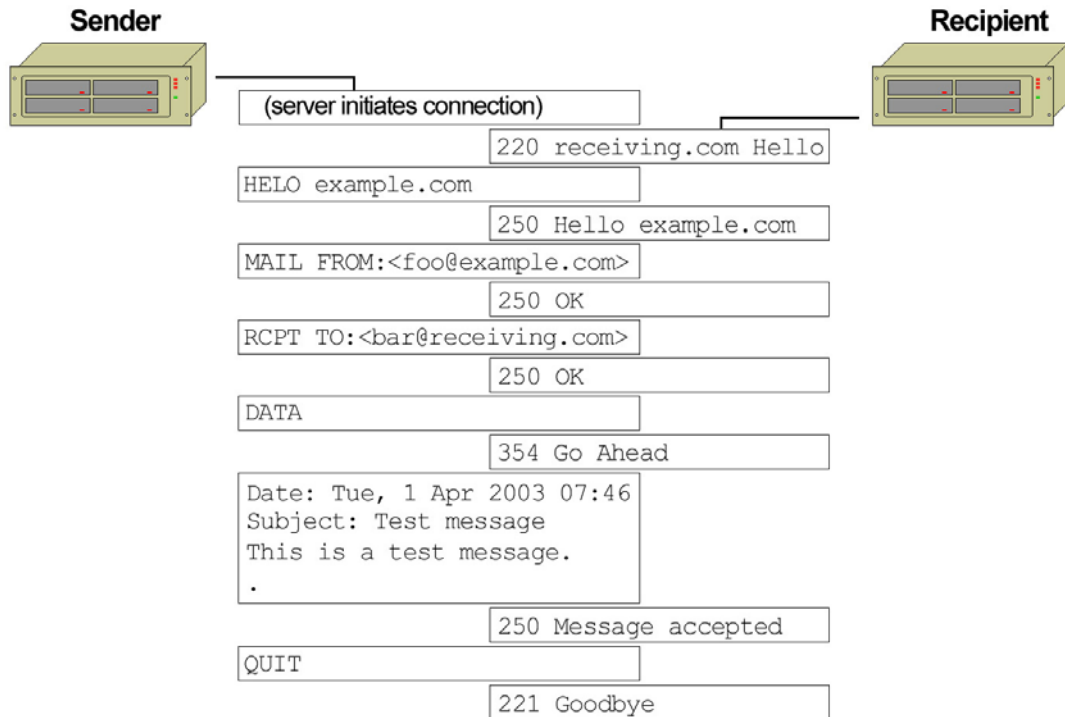 Sender
Recipient
(server initiates connection)
220 receiving.com Hello
HELO example.com
250 Hello example.com
MAIL FROM:<foo@example.com>
250 OK
RCPT TO:<bar@receiving.com>
250 OK
DATA
354 Go Ahead
Date: Tue, 1 Apr 2003 07:46
Subject: Test message
This is a test message.
.
250 Message accepted
QUIT
221 Goodbye